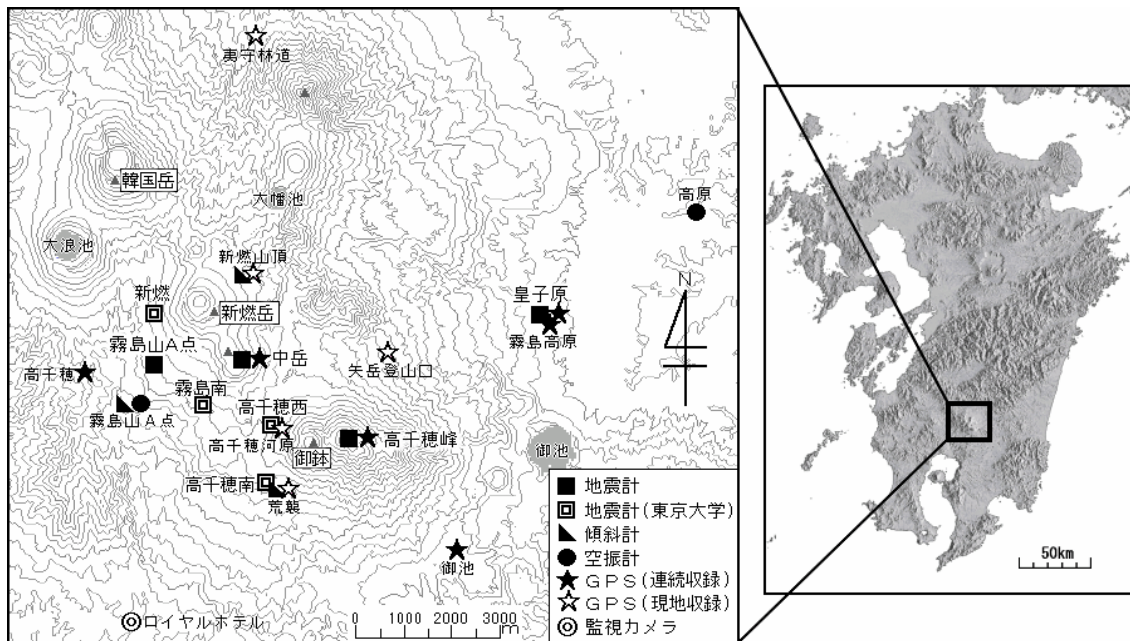 夷守林道
韓国岳
大幡池
高原
大浪池
新燃山頂
新燃
新燃岳
皇子原
霧島高原
N
霧島山A点
中岳
矢岳登山口
高千穂
霧島南
霧島山A点
高千穂西
高千穂河原
御鉢
高千穂峰
御池
高千穂南
荒襲
御池
ロイヤルホテル
0 1000 2000 3000
m
地震計
地震計(東京大学)
傾斜計
空振計
GPS(連続収録)
GPS(現地収録)
監視カメラ
50km